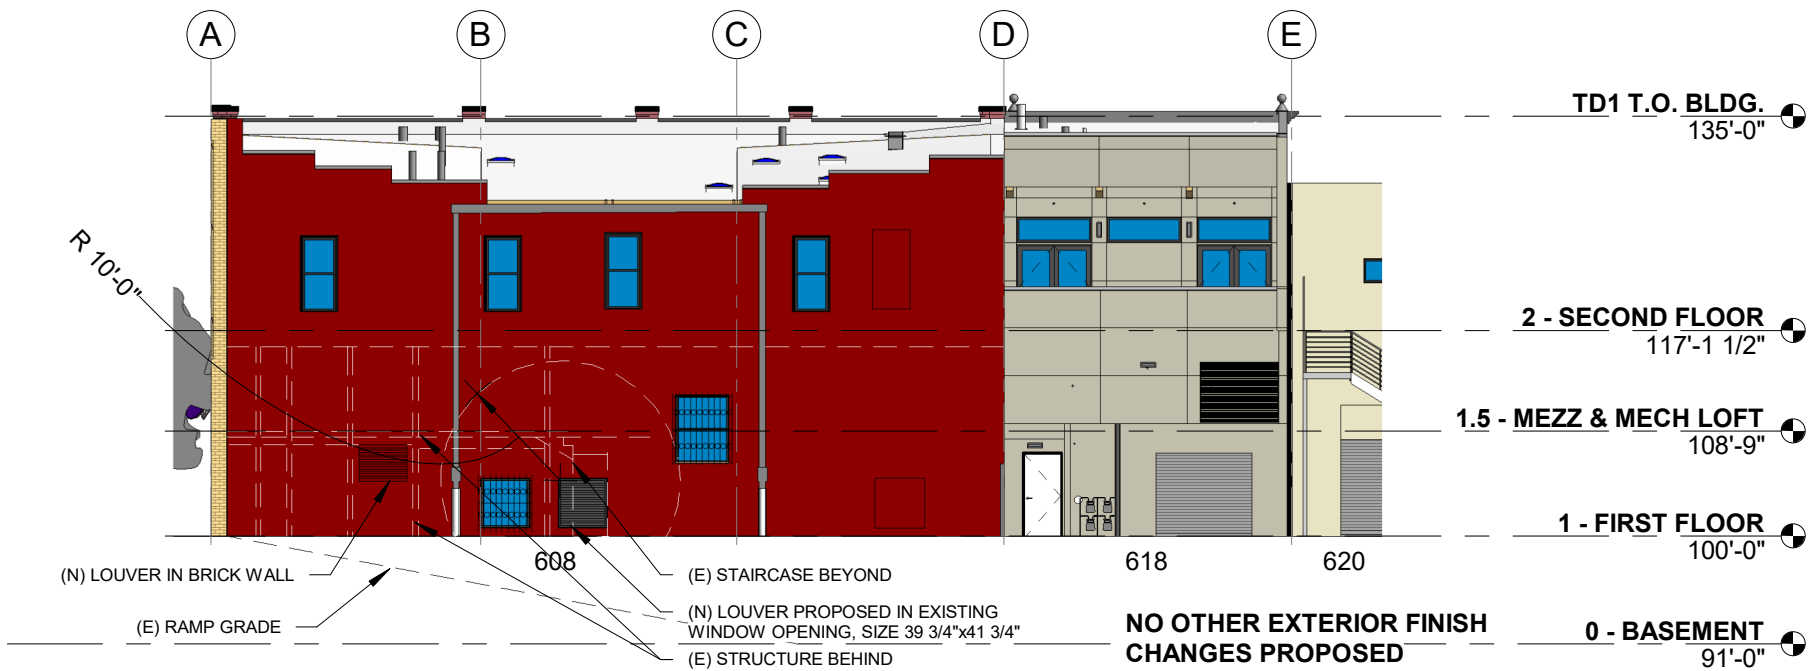 A
B
C
D
E
TD1 T.O. BLDG.
135'-0"
R 10'-0"
2 - SECOND FLOOR
117'-1 1/2"
1.5 - MEZZ & MECH LOFT
108'-9"
1 - FIRST FLOOR
100'-0"
608
618
620
(N) LOUVER IN BRICK WALL
(E) STAIRCASE BEYOND
(E) RAMP GRADE
(N) LOUVER PROPOSED IN EXISTING
WINDOW OPENING, SIZE 39 3/4"x41 3/4"
(E) STRUCTURE BEHIND
NO OTHER EXTERIOR FINISH
CHANGES PROPOSED
0 - BASEMENT
91'-0"